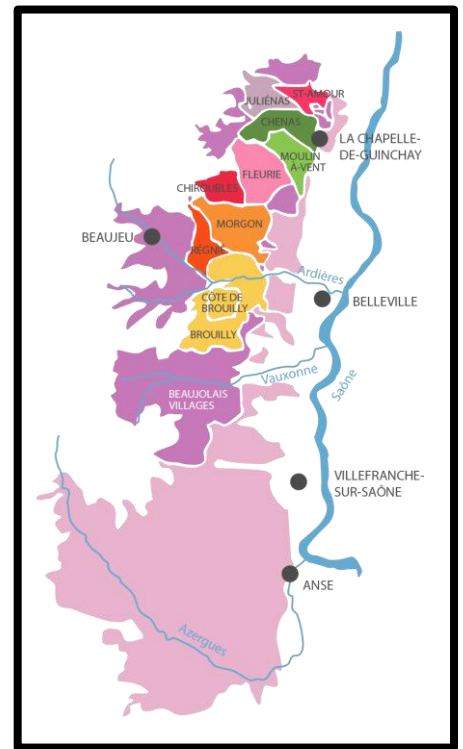 ST-AMOUR
JULIÉNAS
CHENAS
LA CHAPELLE-
DE-GUINCHAY
MOULIN
À-VENT
FLEURIE
CHIROUBLES
MORGON
BEAUJEU
RÉGNIÉ
Ardières
CÔTE DE
BROUILLY
BELLEVILLE
BROUILLY
Vauxonne
Saône
BEAUJOLAIS
VILLAGES
VILLEFRANCHE-
SUR-SAÔNE
ANSE
Azergues